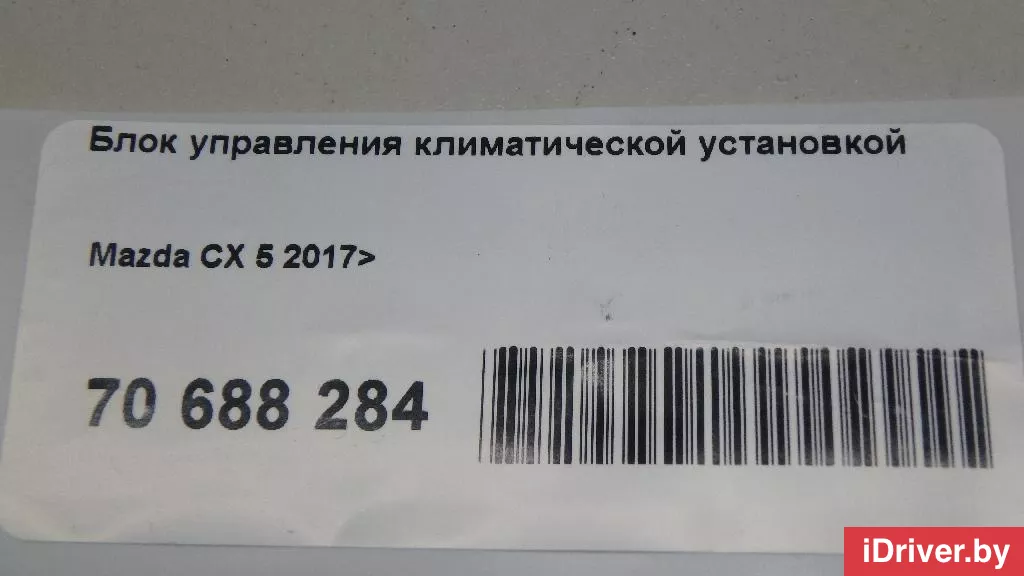 Блок управления климатической установкой
Mazda CX 5 2017>
70 688 284
iDriver.by